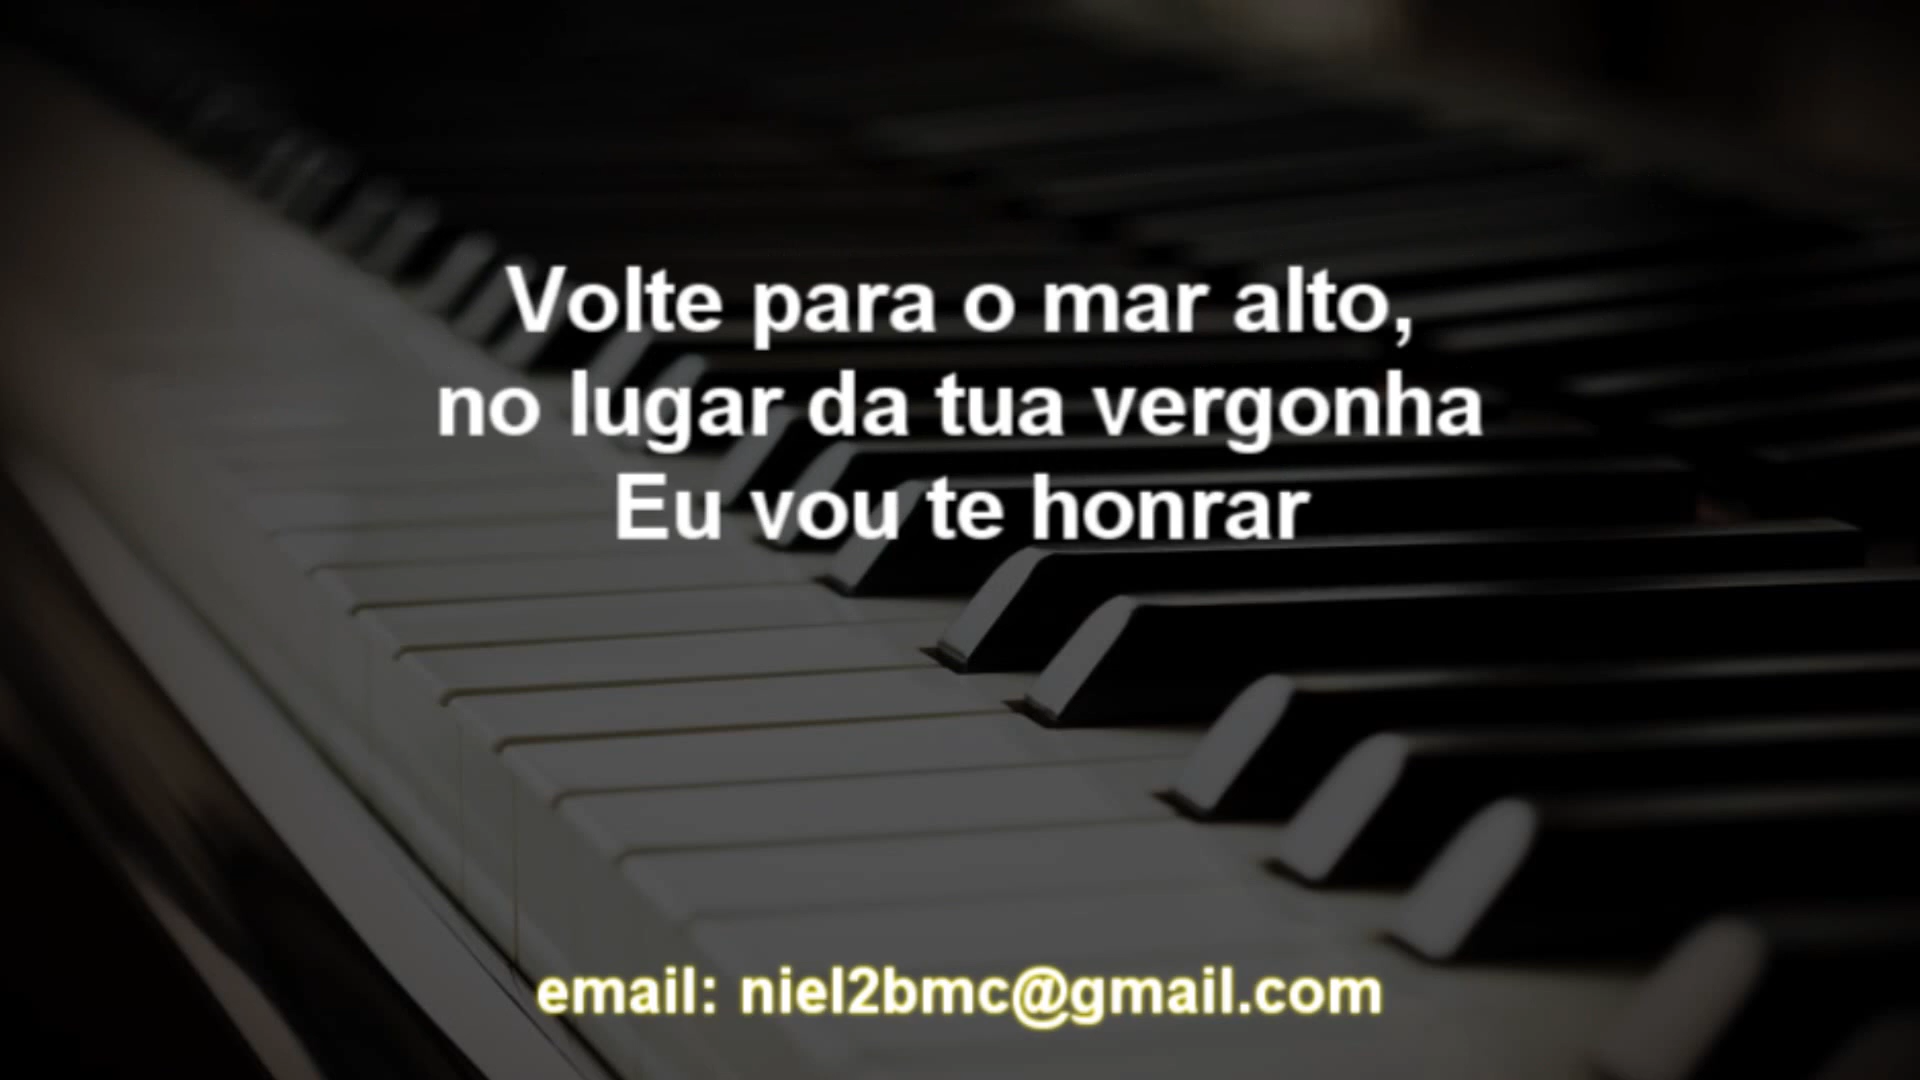 Volte para o mar alto,
no lugar da tua vergonha
Eu vou te honrar
email: niel2bmc@gmail.com